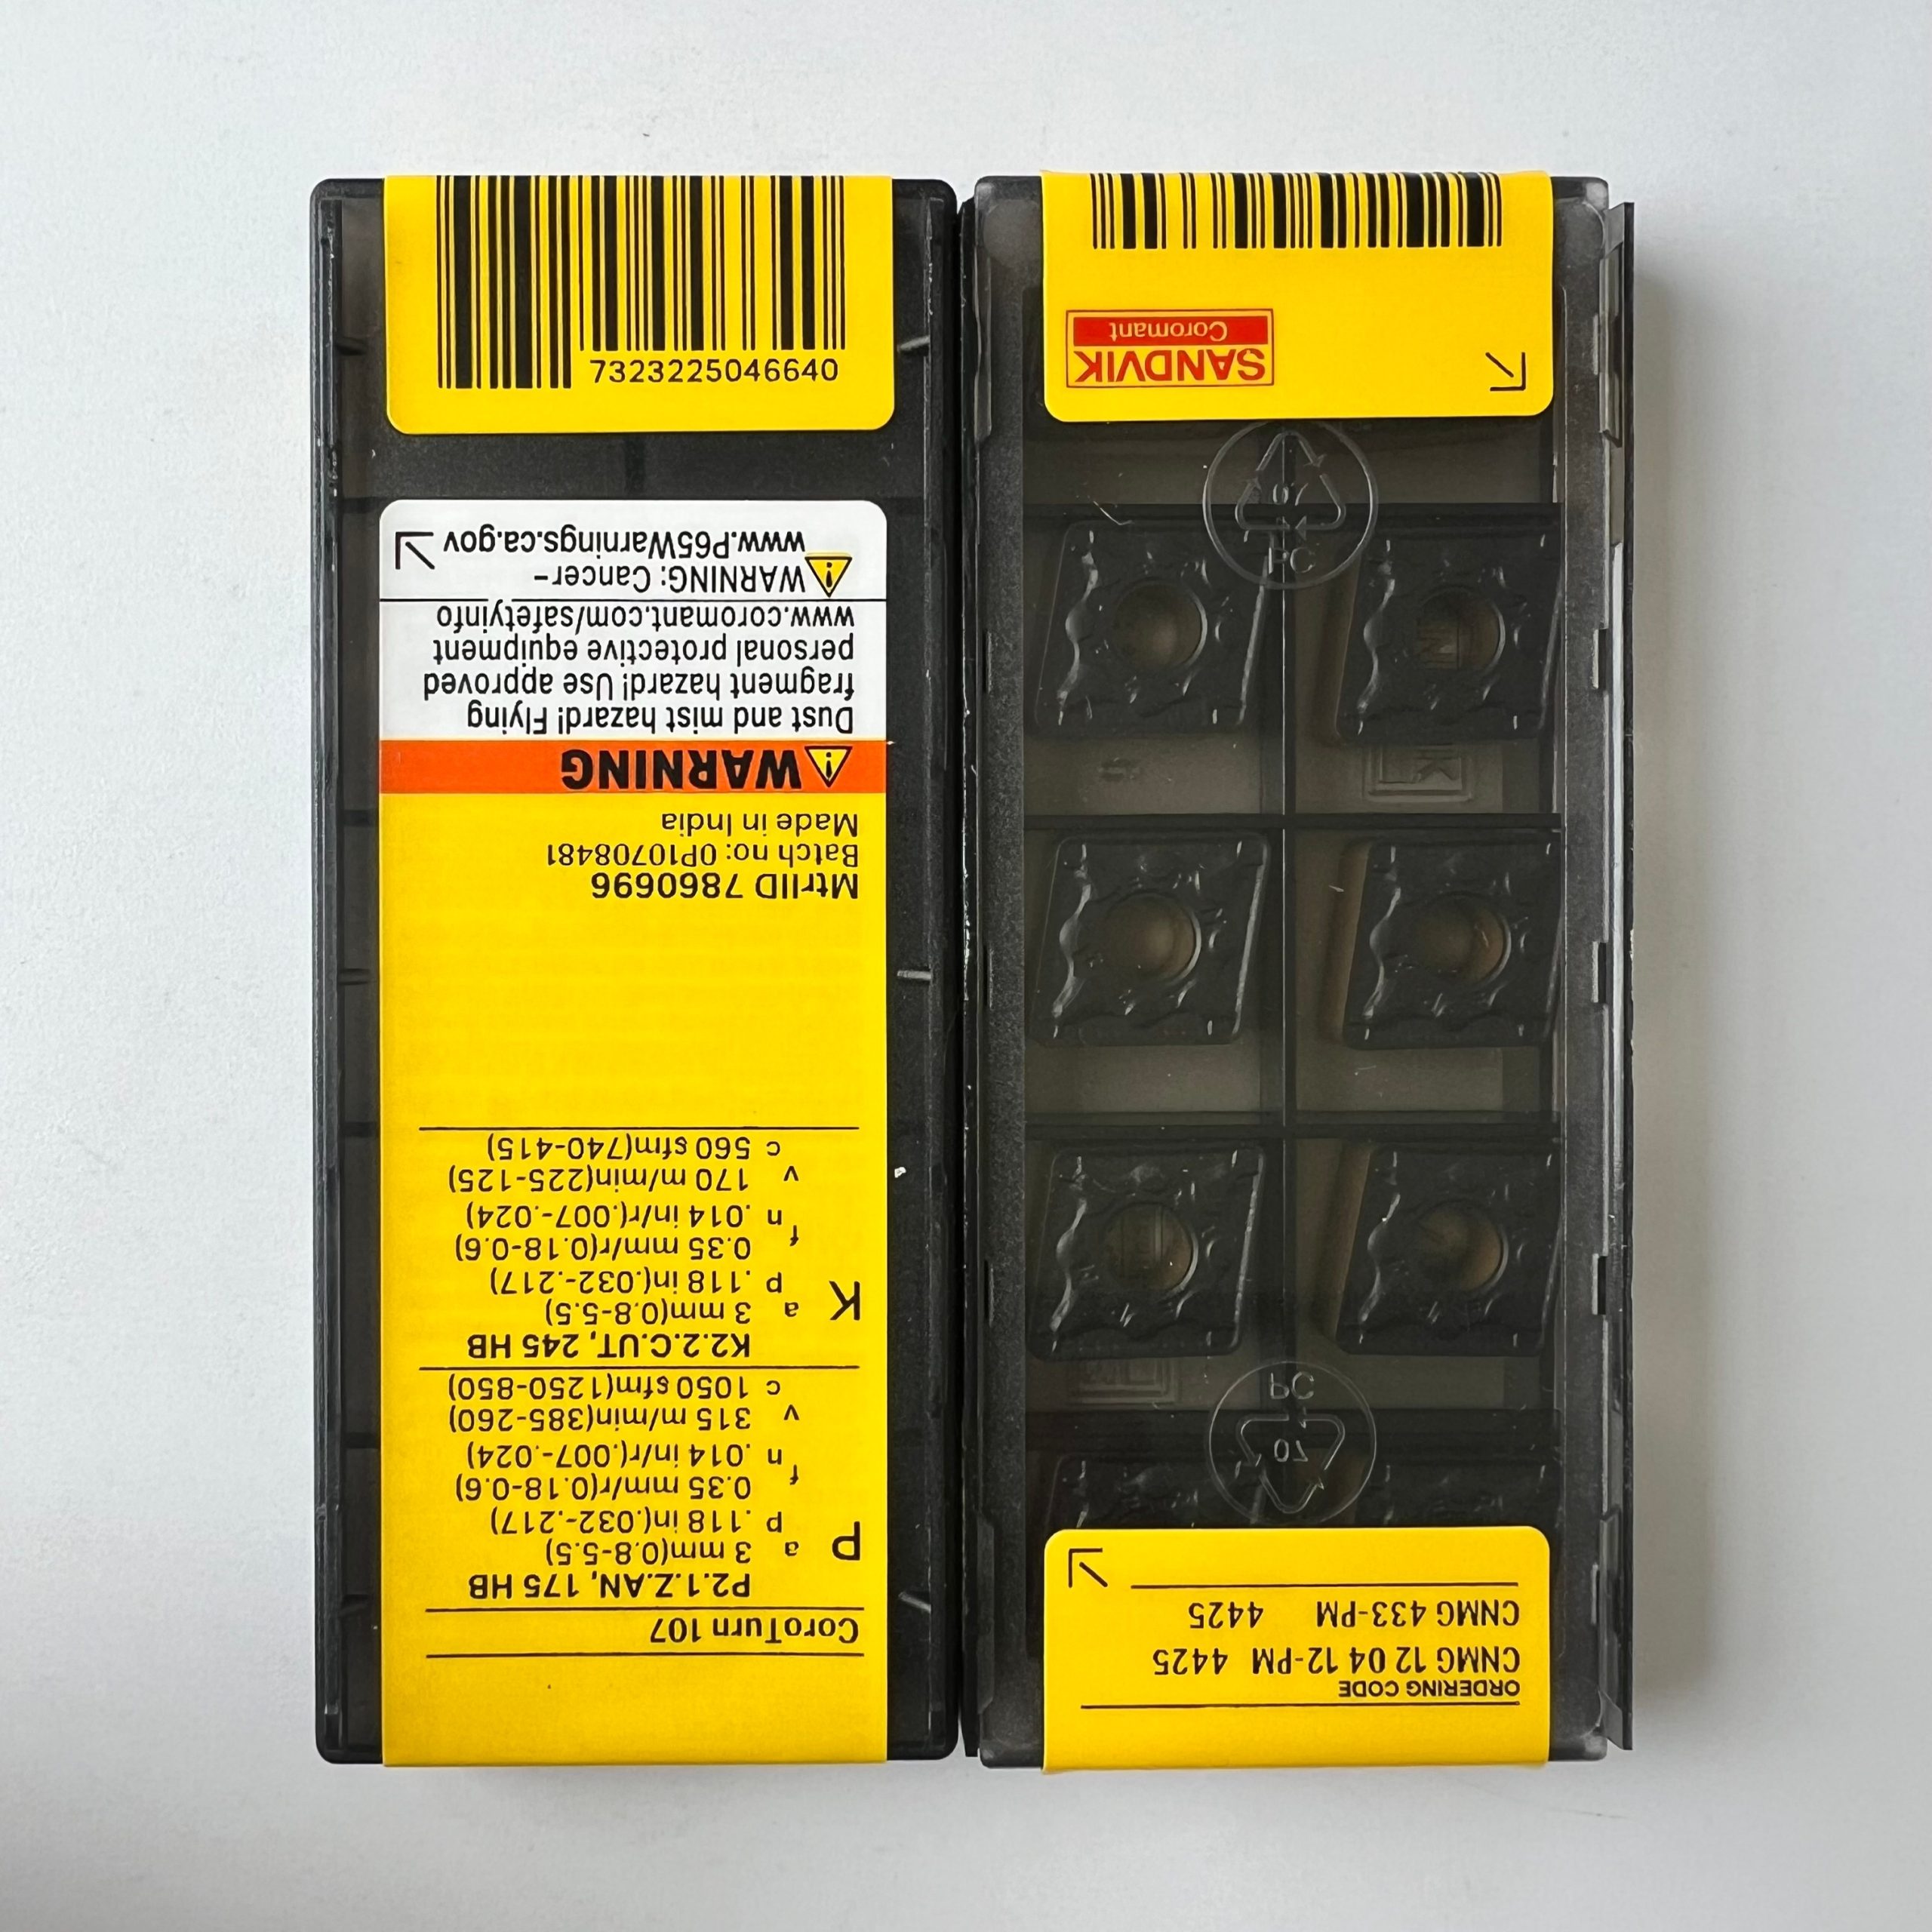 7323225046640
CoroTurn 107
P2.1.Z.AN, 175 HB
P
a 3 mm(0.8-5.5)
p .118 in(.032-.217)
f 0.35 mm/r(0.18-0.6)
n .014 in/r(.007-.024)
v 315 m/min(385-260)
c 1050 sfm(1250-850)
K2.2.C.UT, 245 HB
K
a 3 mm(0.8-5.5)
p .118 in(.032-.217)
f 0.35 mm/r(0.18-0.6)
n .014 in/r(.007-.024)
v 170 m/min(225-125)
c 560 sfm(740-415)
MtrlID 7860696
Batch no: 0P10708481
Made in India
WARNING
Dust and mist hazard! Flying
fragment hazard! Use approved
personal protective equipment
www.coromant.com/safetyinfo
WARNING: Cancer-
www.P65Warnings.ca.gov
ORDERING CODE
CNMG 12 04 12-PM 4425
CNMG 433-PM 4425
07
PC
07
PC
SANDVIK
Coromant